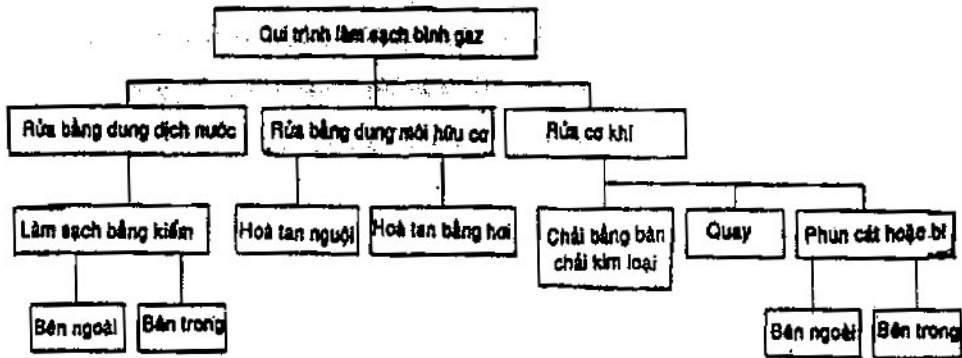 Qui trình làm sạch bình gaz
Rửa bằng dung dịch nước
Rửa bằng dung môi hữu cơ
Rửa cơ khí
Làm sạch bằng kiềm
Hoà tan nguội
Hoà tan bằng hơi
Chải bằng bàn
chải kim loại
Quay
Phun cát hoặc bi
Bên ngoài
Bên trong
Bên ngoài
Bên trong